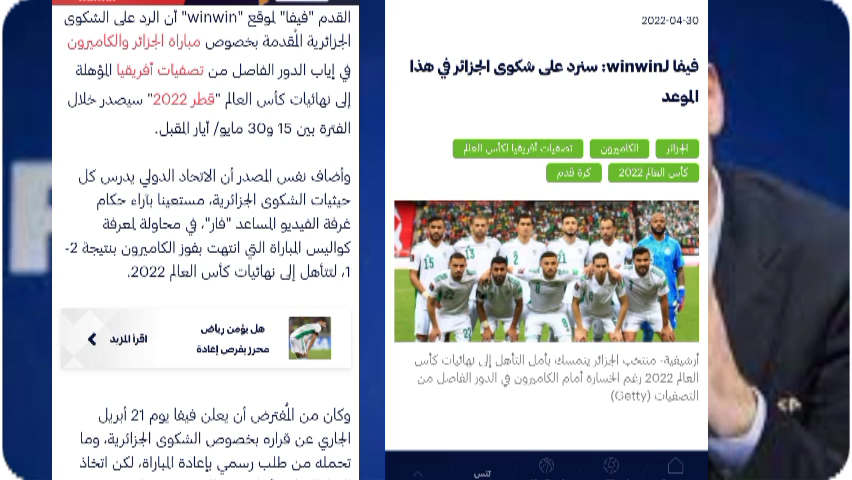 2022-04-30
فيفا لـwinwin: سنرد على شكوى الجزائر في هذا
الموعد
الجزائر
الكاميرون
تصفيات أفريقيا لكأس العالم
كأس العالم 2022
كرة قدم
أرشيفية- منتخب الجزائر يتمسك بأمل التأهل إلى نهائيات كأس
العالم 2022 رغم الخسارة أمام الكاميرون في الدور الفاصل من
التصفيات (Getty)
تنس
القدم "فيفا" لموقع "winwin" أن الرد على الشكوى
الجزائرية المُقدمة بخصوص مباراة الجزائر والكاميرون
في إياب الدور الفاصل من تصفيات أفريقيا المؤهلة
إلى نهائيات كأس العالم "قطر 2022" سيصدر خلال
الفترة بين 15 و30 مايو/ أيار المقبل.
وأضاف نفس المصدر أن الاتحاد الدولي يدرس كل
حيثيات الشكوى الجزائرية، مستعينا بآراء حكام
غرفة الفيديو المساعد "فار"، في محاولة لمعرفة
كواليس المباراة التي انتهت بفوز الكاميرون بنتيجة 2-
1، لتتأهل إلى نهائيات كأس العالم 2022.
هل يؤمن رياض
محرز بفرص إعادة
اقرأ المزيد
وكان من المُفترض أن يعلن فيفا يوم 21 أبريل
الجاري عن قراره بخصوص الشكوى الجزائرية، وما
تحمله من طلب رسمي بإعادة المباراة، لكن اتخاذ